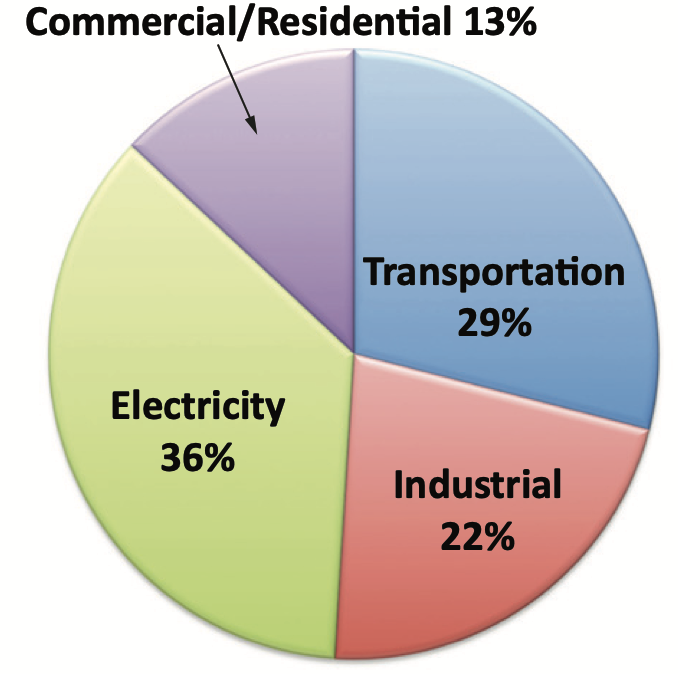 Commercial/Residential 13%
Transportation
29%
Electricity
36%
Industrial
22%